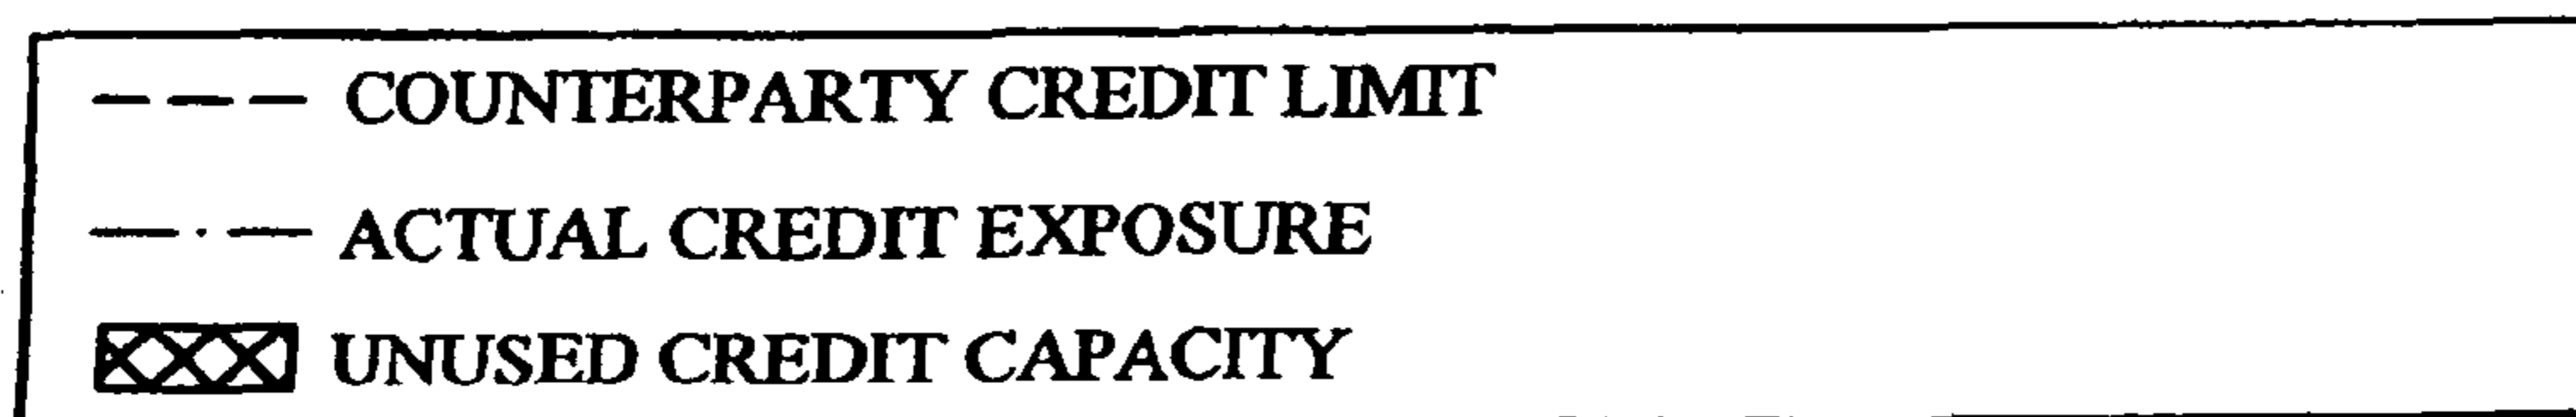 COUNTERPARTY CREDIT LIMIT
ACTUAL CREDIT EXPOSURE
UNUSED CREDIT CAPACITY